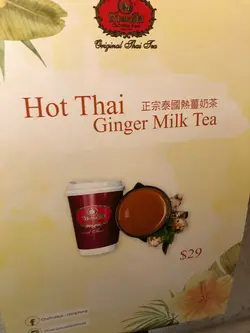 Original Thai Tea
Hot Thai
正宗泰國熱薑奶茶
Ginger Milk Tea
$29